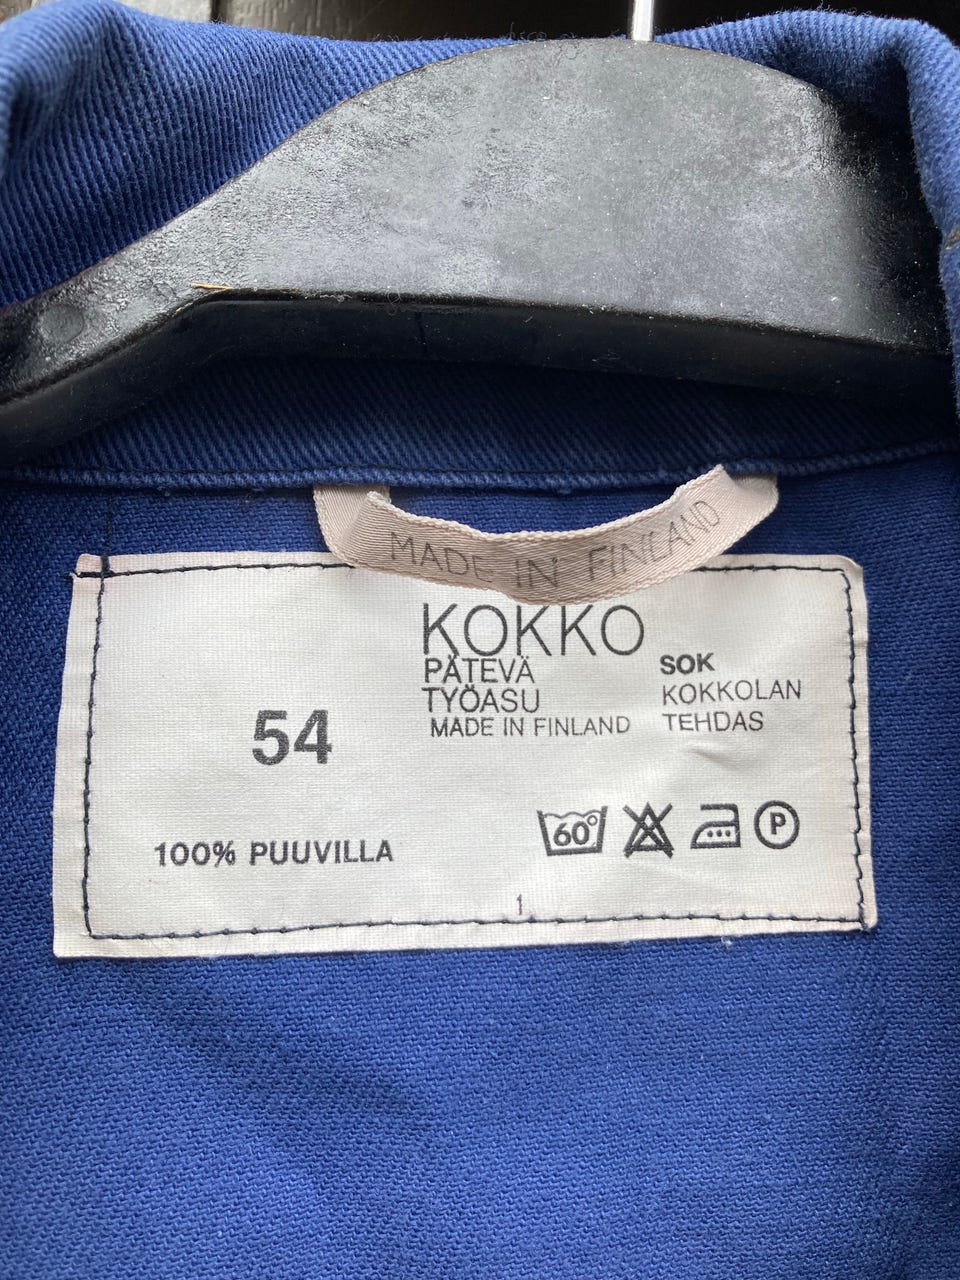 MADE IN FINLAND
KOKKO
PÄTEVÄ
TYÖASU
MADE IN FINLAND
SOK
KOKKOLAN
TEHDAS
54
100% PUUVILLA
60°
P
1